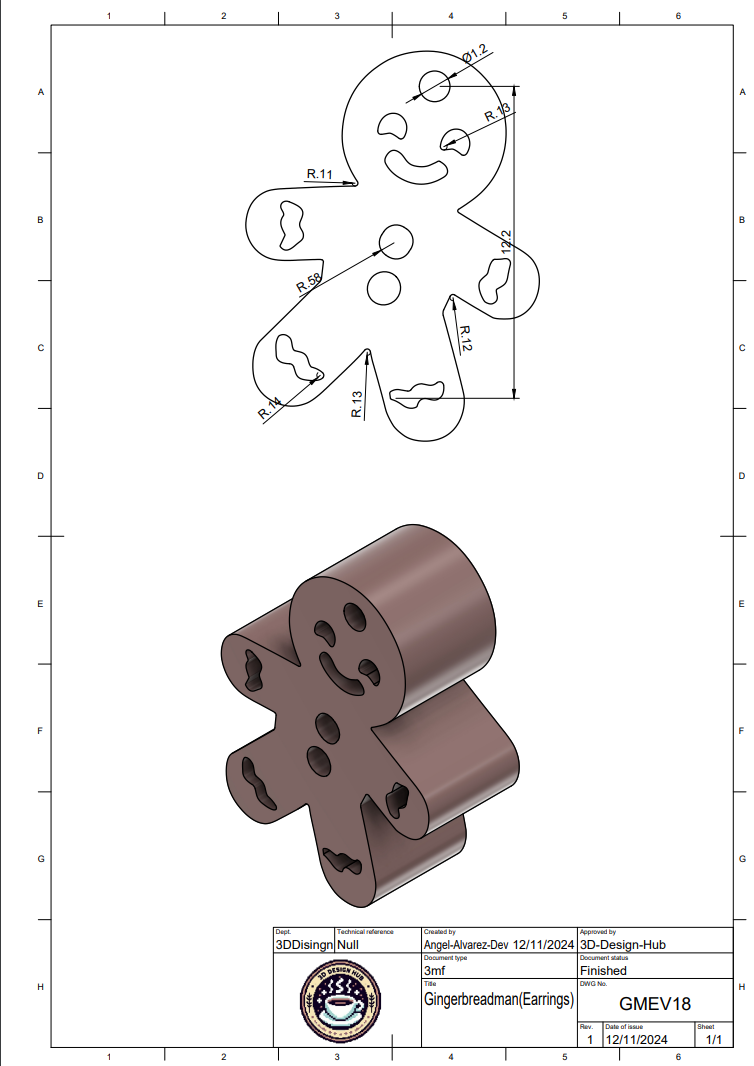 1 2 3 4 5 6
A A
Ø1.2
R.13
R.11
B B
12.2
R.58
R.12
C C
R.14
R.13
D D
E E
F F
G G
Dept. Technical reference Created by Approved by
3DDisingn Null Angel-Alvarez-Dev 12/11/2024 3D-Design-Hub
Document type Document status
3mf Finished
Title DWG No.
Gingerbreadman(Earrings) GMEV18
3D DESIGN HUB
H H
Rev. Date of issue Sheet
1 12/11/2024 1/1
1 2 3 4 5 6